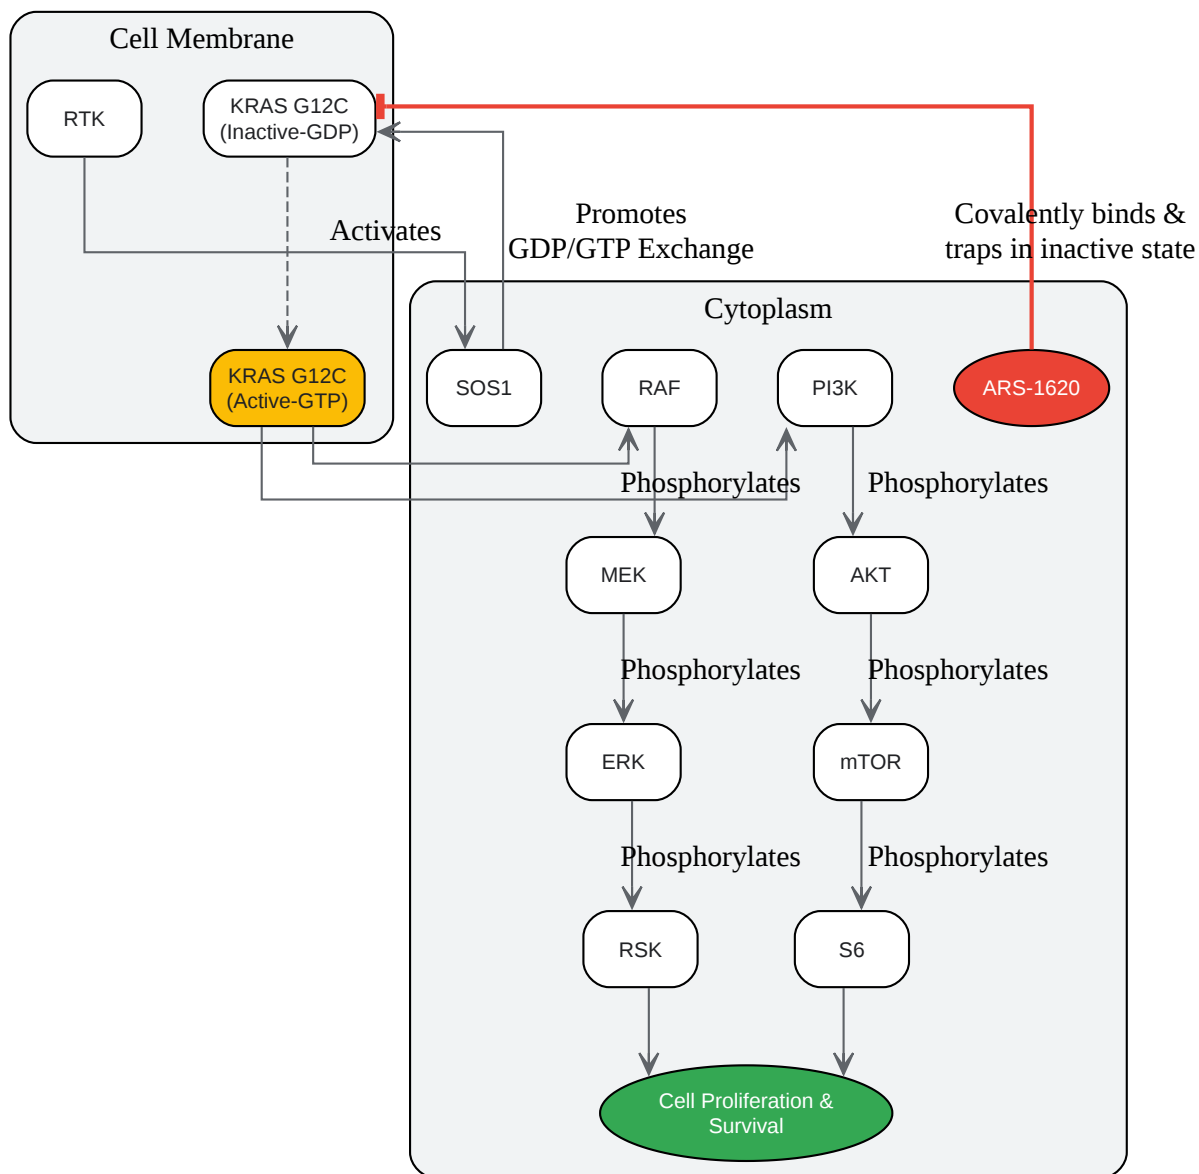 Cell Membrane
RTK
KRAS G12C
(Inactive-GDP)
Activates
Promotes
GDP/GTP Exchange
Covalently binds &
traps in inactive state
Cytoplasm
KRAS G12C
(Active-GTP)
SOS1
RAF
PI3K
ARS-1620
Phosphorylates
Phosphorylates
MEK
AKT
Phosphorylates
Phosphorylates
ERK
mTOR
Phosphorylates
Phosphorylates
RSK
S6
Cell Proliferation &
Survival